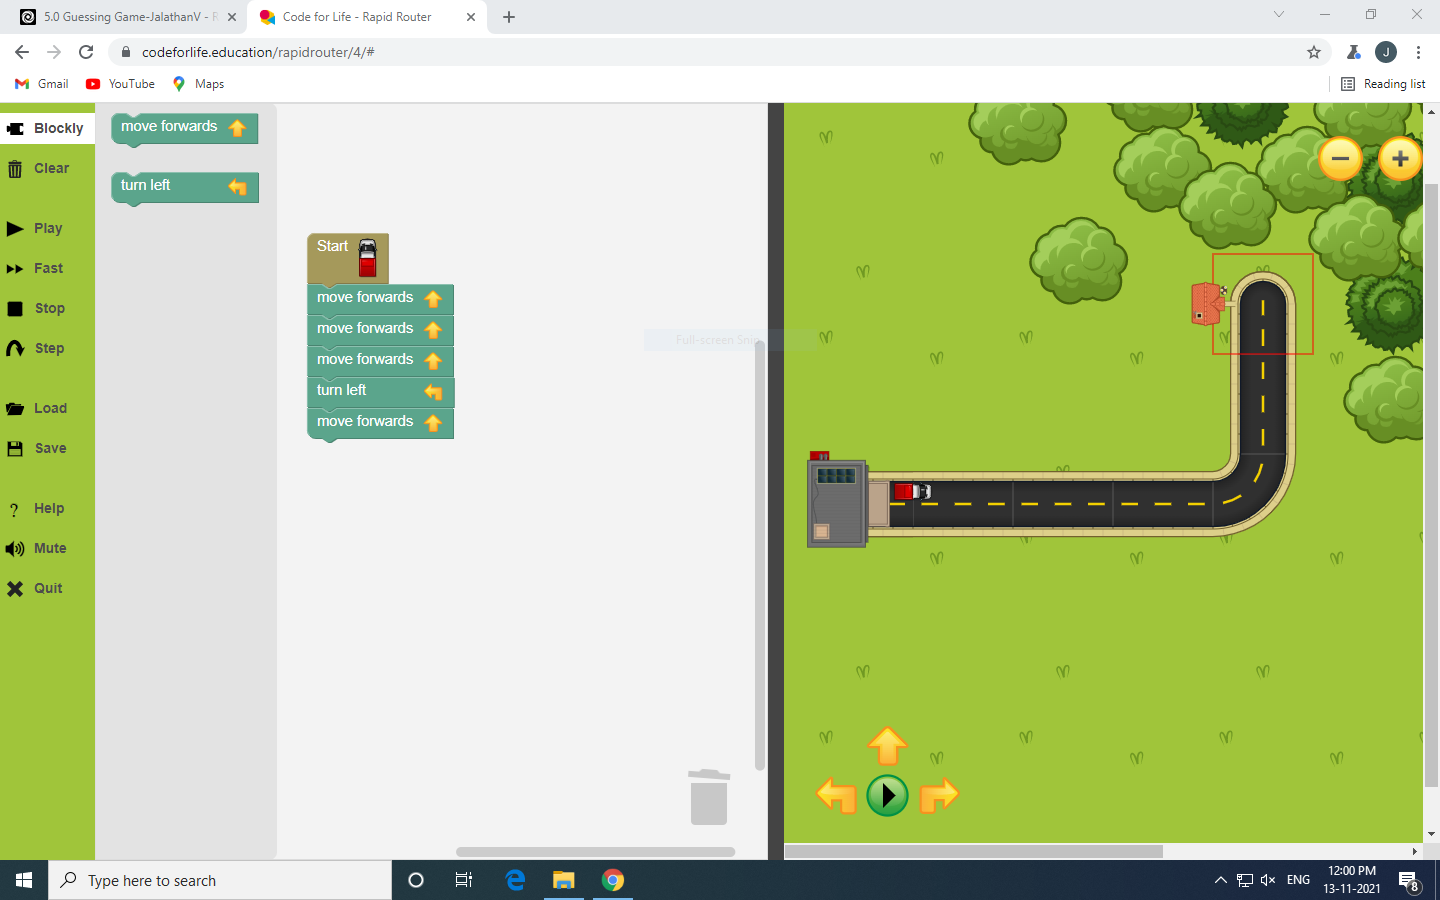 5.0 Guessing Game-JalathanV - R
Code for Life - Rapid Router
codeforlife.education/rapidrouter/4/#
J
Gmail
YouTube
Maps
Reading list
Blockly
Clear
Play
Fast
Stop
Step
Load
Save
Help
Mute
Quit
move forwards
turn left
Start
move forwards
move forwards
move forwards
turn left
move forwards
Full-screen Snip
Type here to search
ENG
12:00 PM
13-11-2021
8